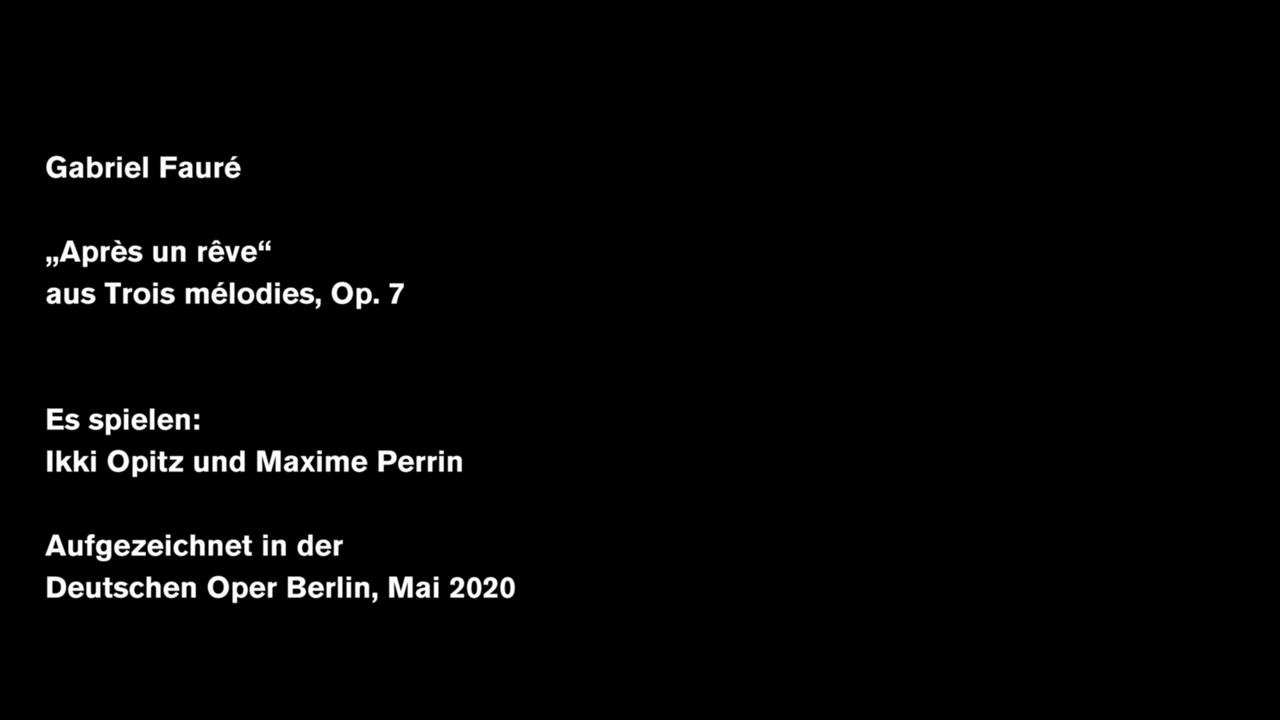 Gabriel Fauré
„Après un rêve“
aus Trois mélodies, Op. 7
Es spielen:
Ikki Opitz und Maxime Perrin
Aufgezeichnet in der
Deutschen Oper Berlin, Mai 2020